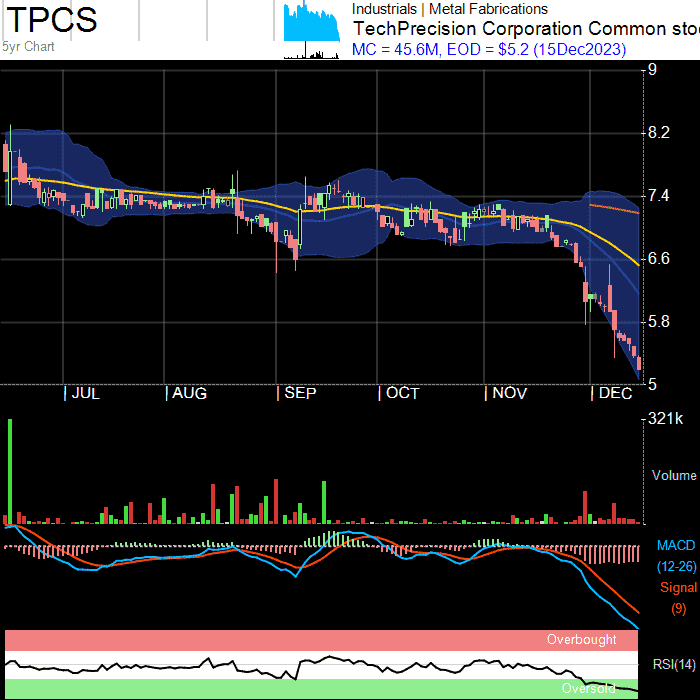 TPCS
5yr Chart
Industrials | Metal Fabrications
TechPrecision Corporation Common sto
MC = 45.6M, EOD = $5.2 (15Dec2023)
9
8.2
7.4
6.6
5.8
5
| JUL | AUG | SEP | OCT | NOV | DEC
321k
Volume
MACD
(12-26)
Signal
(9)
Overbought
RSI(14)
Oversold